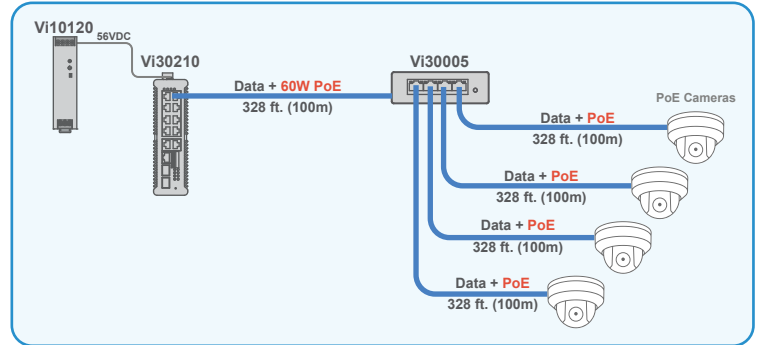 Vi10120
56VDC
Vi30210
Data + 60W PoE
328 ft. (100m)
Vi30005
PoE Cameras
Data + PoE
328 ft. (100m)
Data + PoE
328 ft. (100m)
Data + PoE
328 ft. (100m)
Data + PoE
328 ft. (100m)